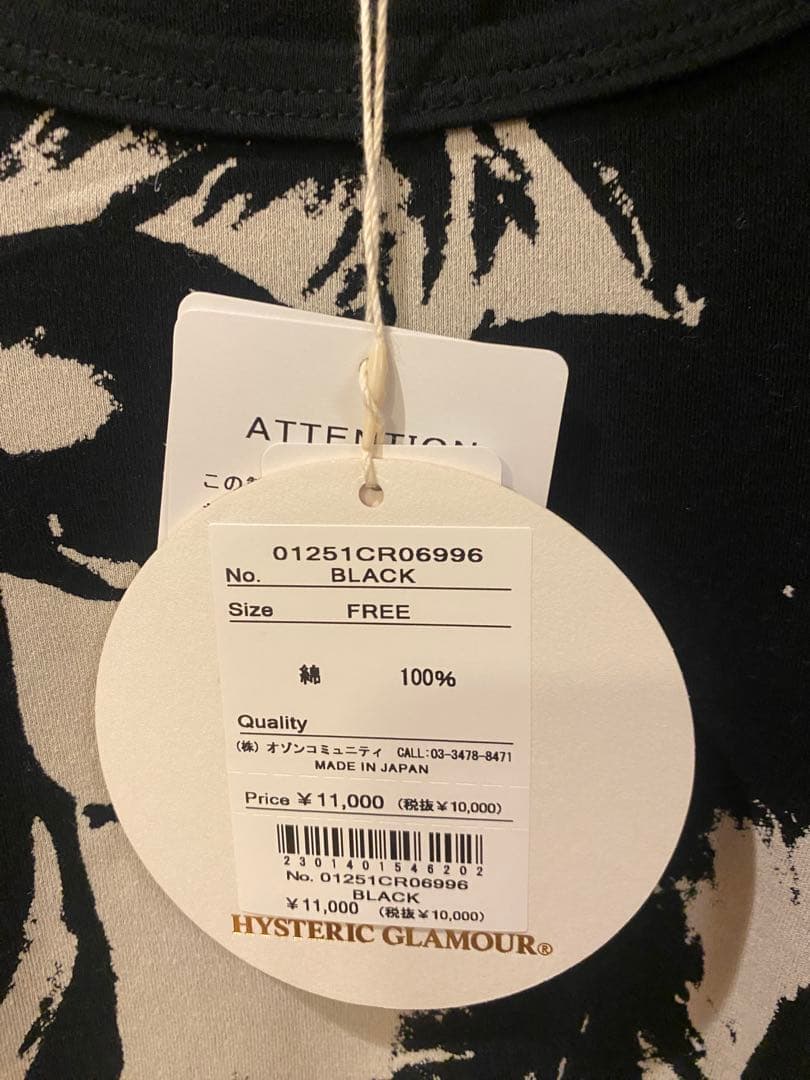 ATTENTION
この
01251CR06996
No. BLACK
Size FREE
綿 100%
Quality
(株) オゾンコミュニティ CALL:03-3478-8471
MADE IN JAPAN
Price ¥11,000 (税抜¥10,000)
2301401546202
No. 01251CR06996
BLACK
¥11,000 (税抜¥10,000)
HYSTERIC GLAMOUR®